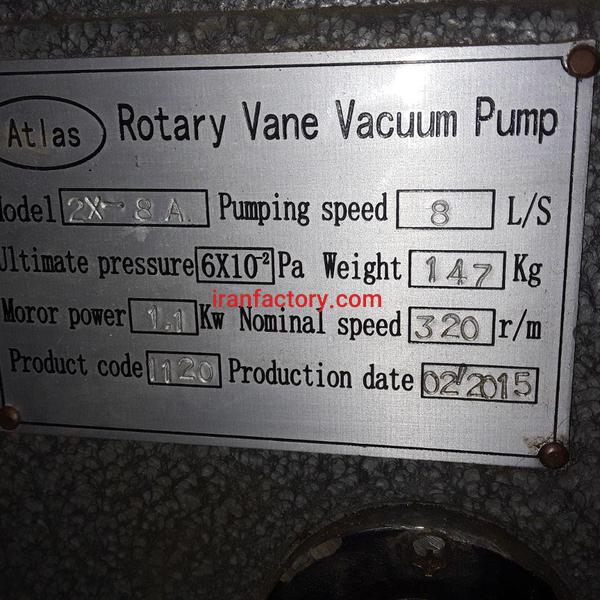 Atlas Rotary Vane Vacuum Pump
Model 2X-8A. Pumping speed 8 L/S
Ultimate pressure 6X10⁻² Pa Weight 147 Kg
iranfactory.com
Moror power 1.1 Kw Nominal speed 320 r/m
Product code 1120 Production date 02'2015